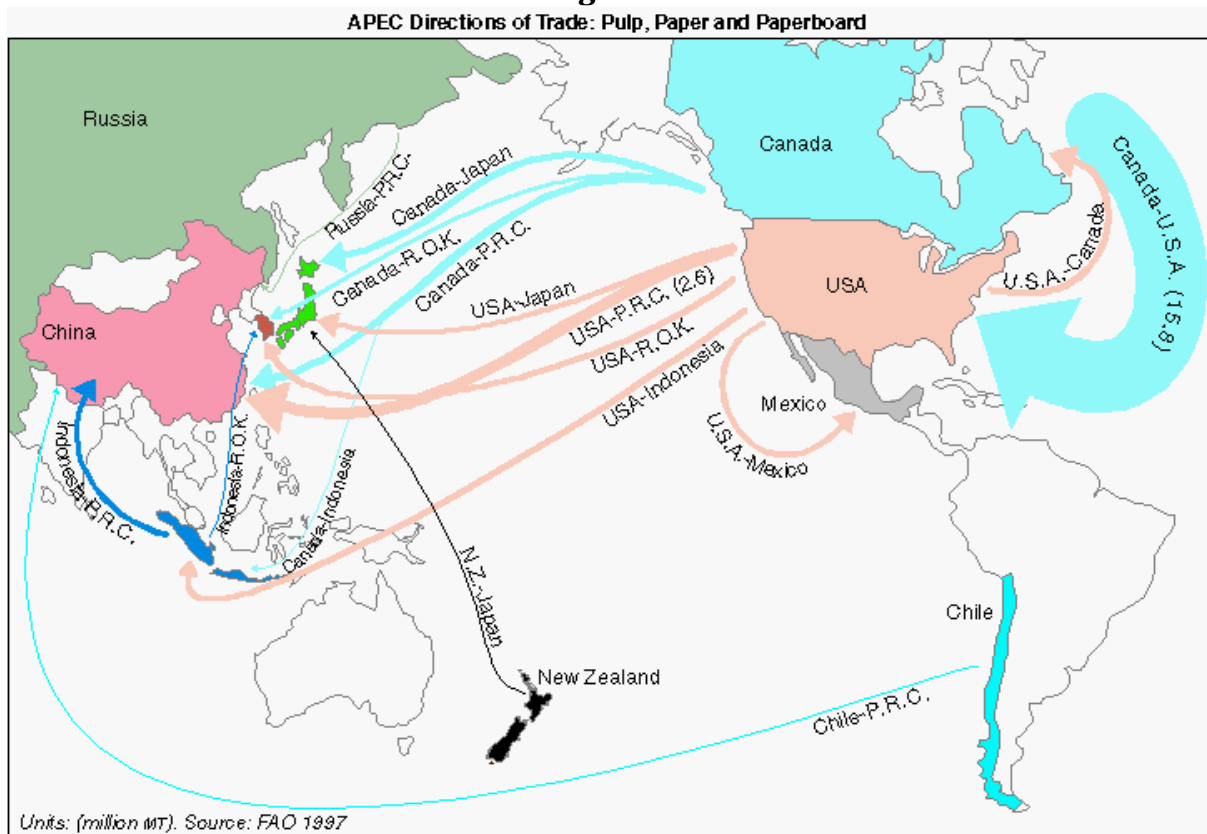 APEC Directions of Trade: Pulp, Paper and Paperboard
Russia
Canada
Russia-P.R.C.
Canada-Japan
Canada-R.O.K.
Canada-P.R.C.
Canada-U.S.A. (15.8)
U.S.A.-Canada
USA
China
USA-Japan
USA-P.R.C. (2.6)
USA-R.O.K.
USA-Indonesia
Mexico
U.S.A.-Mexico
Indonesia-P.R.C.
Indonesia-R.O.K.
Canada-Indonesia
N.Z.-Japan
New Zealand
Chile
Chile-P.R.C.
Units: (million MT). Source: FAO 1997